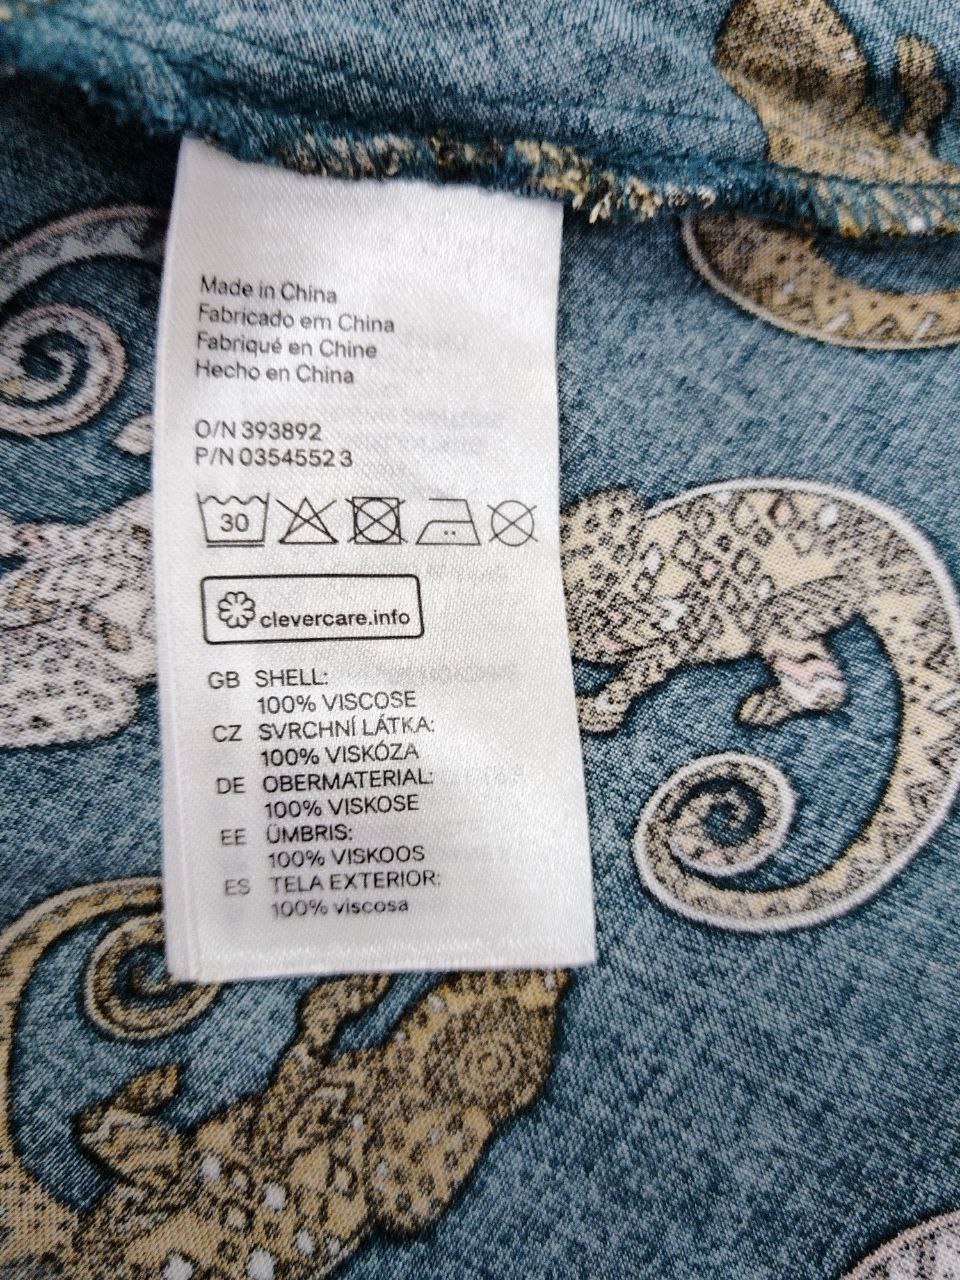 Made in China
Fabricado em China
Fabriqué en Chine
Hecho en China
O/N 393892
P/N 0354552 3
30
clevercare.info
GB SHELL:
100% VISCOSE
CZ SVRCHNÍ LÁTKA:
100% VISKÓZA
DE OBERMATERIAL:
100% VISKOSE
EE ÜMBRIS:
100% VISKOOS
ES TELA EXTERIOR:
100% viscosa